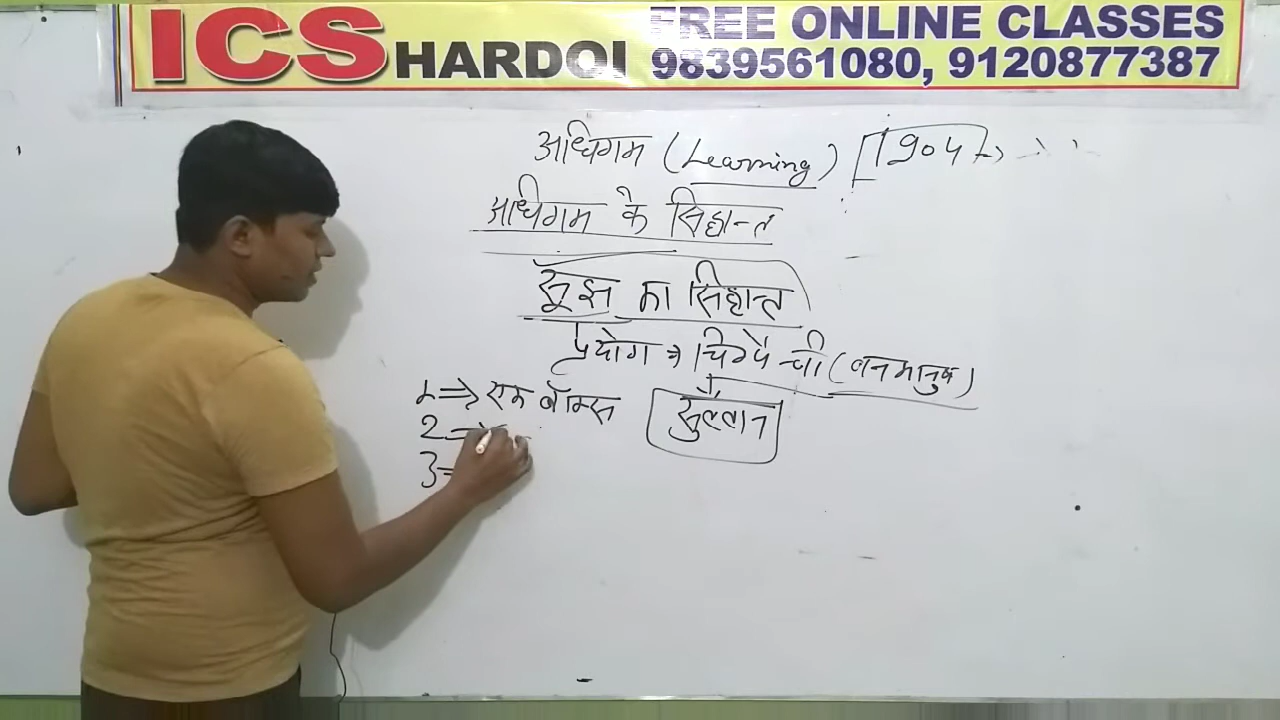 ICS HARDOI FREE ONLINE CLASSES
9839561080, 9120877387
अधिगम (Learning) [1904
अधिगम के सिद्धान्त
सूझ का सिद्धान्त
प्रयोग → चिम्पैन्जी (वनमानुष)
1 ⇒ एक बॉक्स
सुल्तान
2 ⇒
3 =